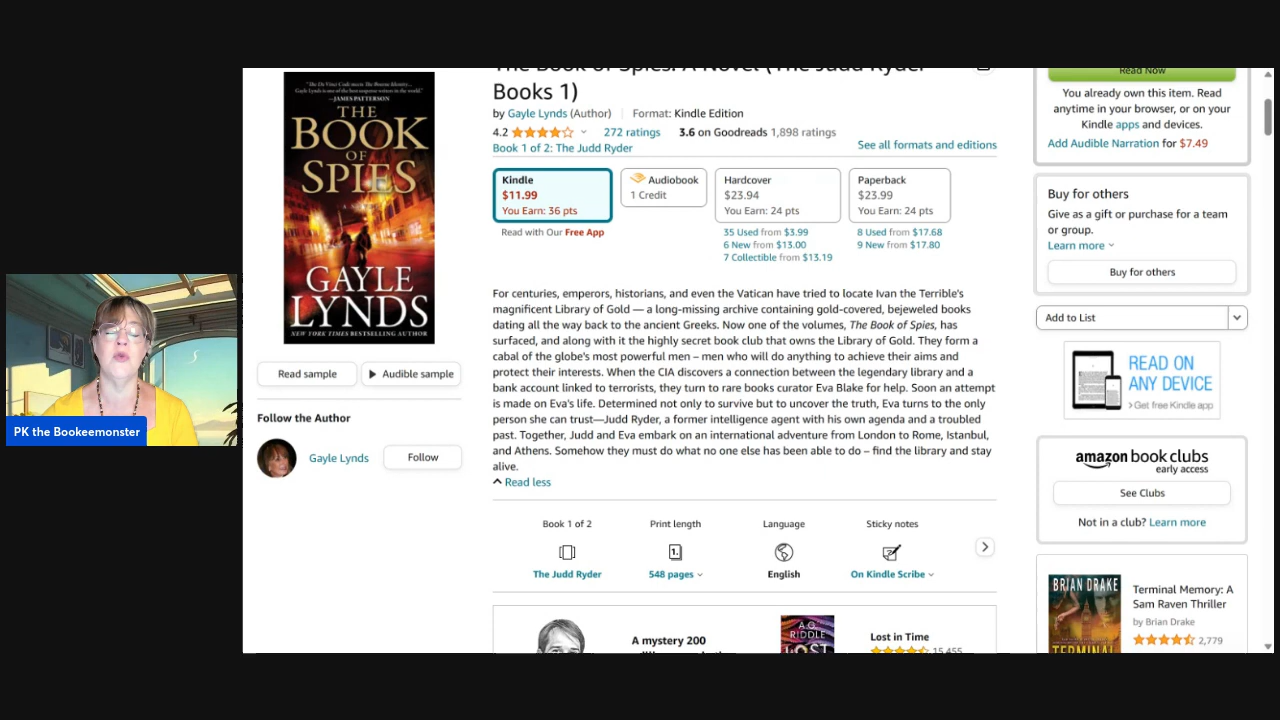 "The Da Vinci Code meets The Bourne Identity...
Gayle Lynds is one of the best suspense writers in the world."
—JAMES PATTERSON
THE
BOOK
OF
SPIES
A NOVEL
GAYLE
LYNDS
NEW YORK TIMES BESTSELLING AUTHOR
Read sample
Audible sample
Follow the Author
Gayle Lynds
Follow
PK the Bookeemonster
The Book of Spies: A Novel (The Judd Ryder
Books 1)
by Gayle Lynds (Author) Format: Kindle Edition
4.2 272 ratings 3.6 on Goodreads 1,898 ratings
Book 1 of 2: The Judd Ryder
See all formats and editions
Kindle
$11.99
You Earn: 36 pts
Read with Our Free App
Audiobook
1 Credit
Hardcover
$23.94
You Earn: 24 pts
35 Used from $3.99
6 New from $13.00
7 Collectible from $13.19
Paperback
$23.99
You Earn: 24 pts
8 Used from $17.68
9 New from $17.80
For centuries, emperors, historians, and even the Vatican have tried to locate Ivan the Terrible's
magnificent Library of Gold — a long-missing archive containing gold-covered, bejeweled books
dating all the way back to the ancient Greeks. Now one of the volumes, The Book of Spies, has
surfaced, and along with it the highly secret book club that owns the Library of Gold. They form a
cabal of the globe's most powerful men – men who will do anything to achieve their aims and
protect their interests. When the CIA discovers a connection between the legendary library and a
bank account linked to terrorists, they turn to rare books curator Eva Blake for help. Soon an attempt
is made on Eva's life. Determined not only to survive but to uncover the truth, Eva turns to the only
person she can trust—Judd Ryder, a former intelligence agent with his own agenda and a troubled
past. Together, Judd and Eva embark on an international adventure from London to Rome, Istanbul,
and Athens. Somehow they must do what no one else has been able to do – find the library and stay
alive.
Read less
Book 1 of 2
The Judd Ryder
Print length
1.
548 pages
Language
English
Sticky notes
On Kindle Scribe
A mystery 200
A.G.
RIDDLE
LOST
Lost in Time
15,455
Read Now
You already own this item. Read
anytime in your browser, or on your
Kindle apps and devices.
Add Audible Narration for $7.49
Buy for others
Give as a gift or purchase for a team
or group.
Learn more
Buy for others
Add to List
READ ON
ANY DEVICE
› Get free Kindle app
amazon book clubs
early access
See Clubs
Not in a club? Learn more
BRIAN DRAKE
TERMINAL
Terminal Memory: A
Sam Raven Thriller
by Brian Drake
2,779